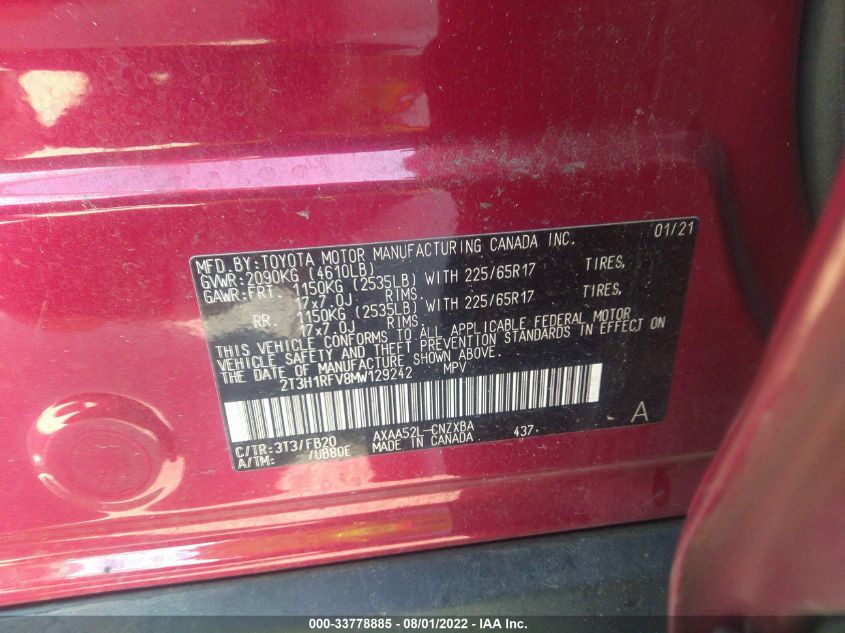 MFD.BY:TOYOTA MOTOR MANUFACTURING CANADA INC. 01/21
GVWR:2090KG (4610LB)
GAWR:FRT. 1150KG (2535LB) WITH 225/65R17 TIRES,
17x7.0J RIMS.
RR. 1150KG (2535LB) WITH 225/65R17 TIRES,
17x7.0J RIMS.
THIS VEHICLE CONFORMS TO ALL APPLICABLE FEDERAL MOTOR
VEHICLE SAFETY AND THEFT PREVENTION STANDARDS IN EFFECT ON
THE DATE OF MANUFACTURE SHOWN ABOVE.
2T3H1RFV8MW129242 MPV
A
C/TR:3T3/FB20 AXAA52L-CNZXBA 437.
A/TM: /UB80E MADE IN CANADA
000-33778885 - 08/01/2022 - IAA Inc.